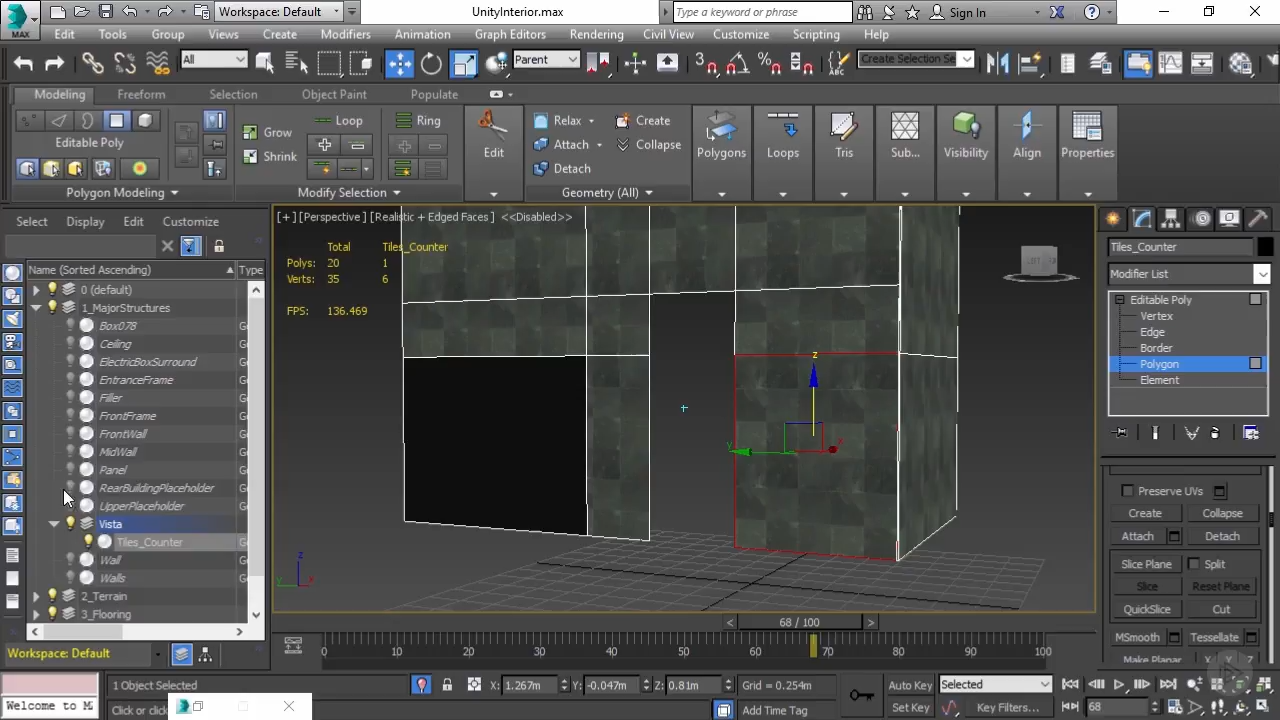 MAX
Workspace: Default
UnityInterior.max
Type a keyword or phrase
Sign In
Edit Tools Group Views Create Modifiers Animation Graph Editors Rendering Civil View Customize Scripting Help
All
Parent
3
ABC
Create Selection Se
Modeling Freeform Selection Object Paint Populate
Editable Poly
Polygon Modeling
Grow
Shrink
Loop
Ring
Modify Selection
Edit
Relax
Create
Attach
Collapse
Detach
Geometry (All)
Polygons
Loops
Tris
Sub...
Visibility
Align
Properties
Select Display Edit Customize
Name (Sorted Ascending)
Type
0 (default)
1_MajorStructures
Box078
Ceiling
ElectricBoxSurround
EntranceFrame
Filler
FrontFrame
FrontWall
MidWall
Panel
RearBuildingPlaceholder
UpperPlaceholder
Vista
Tiles_Counter
Wall
Walls
2_Terrain
3_Flooring
Workspace: Default
[+] [Perspective] [Realistic + Edged Faces ] <<Disabled>>
Total Tiles_Counter
Polys: 20 1
Verts: 35 6
FPS: 136.469
z
y
x
z
y
x
Tiles_Counter
Modifier List
Editable Poly
Vertex
Edge
Border
Polygon
Element
Preserve UVs
Create Collapse
Attach Detach
Slice Plane Split
Slice Reset Plane
QuickSlice Cut
MSmooth Tessellate
Make Planar X Y Z
< 68 / 100 >
0 10 20 30 40 50 60 70 80 90 100
1 Object Selected
X: 1.267m Y: -0.047m Z: 0.81m Grid = 0.254m
Auto Key Selected
Welcome to M
Click or clic
Add Time Tag
Set Key Key Filters... 68